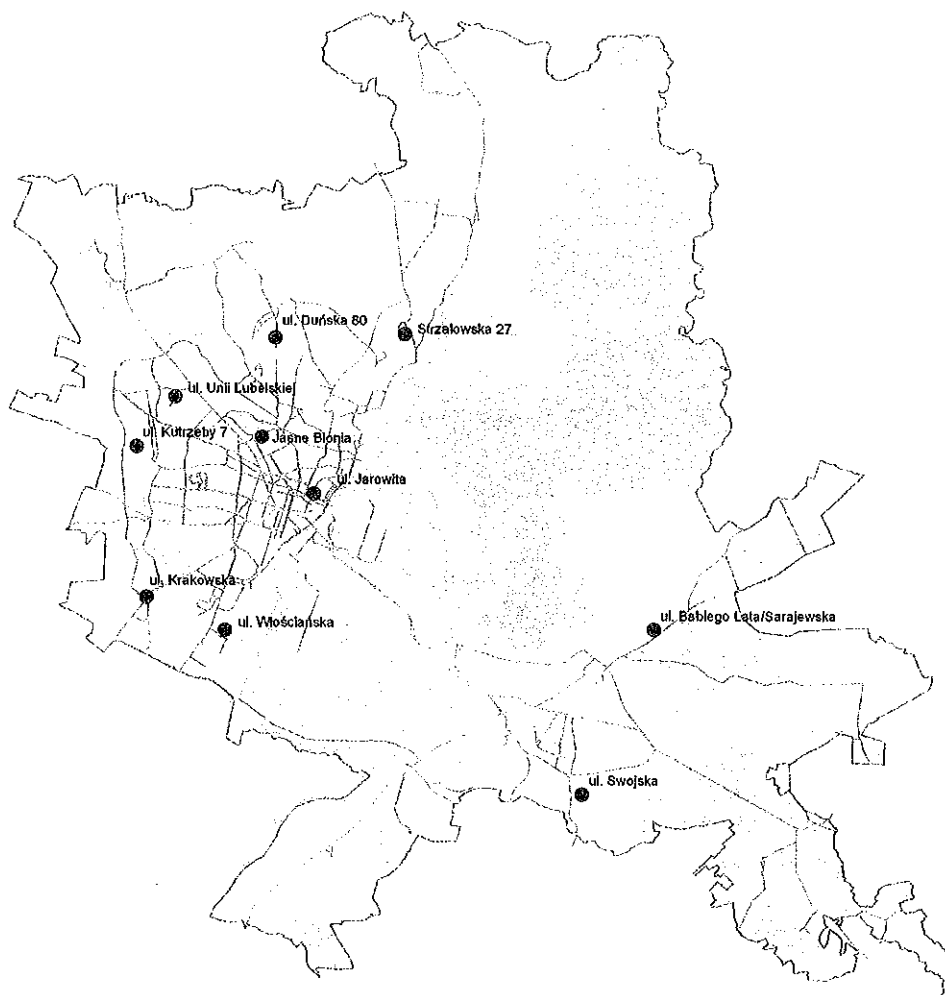 ul. Duńska 80
Strzałowska 27
ul. Unii Lubelskiej
ul. Kutrzeby 7
Jasne Błonia
ul. Jarowita
ul. Krakowska
ul. Włościańska
ul. Babiego Lata/Sarajewska
ul. Swojska